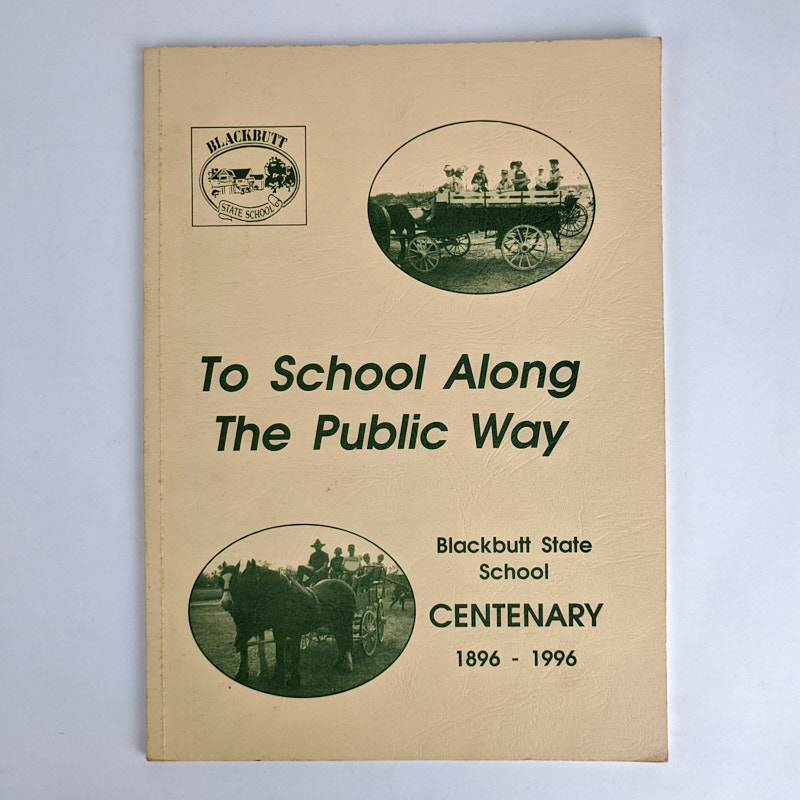 BLACKBUTT
STATE SCHOOL
To School Along
The Public Way
Blackbutt State
School
CENTENARY
1896 - 1996